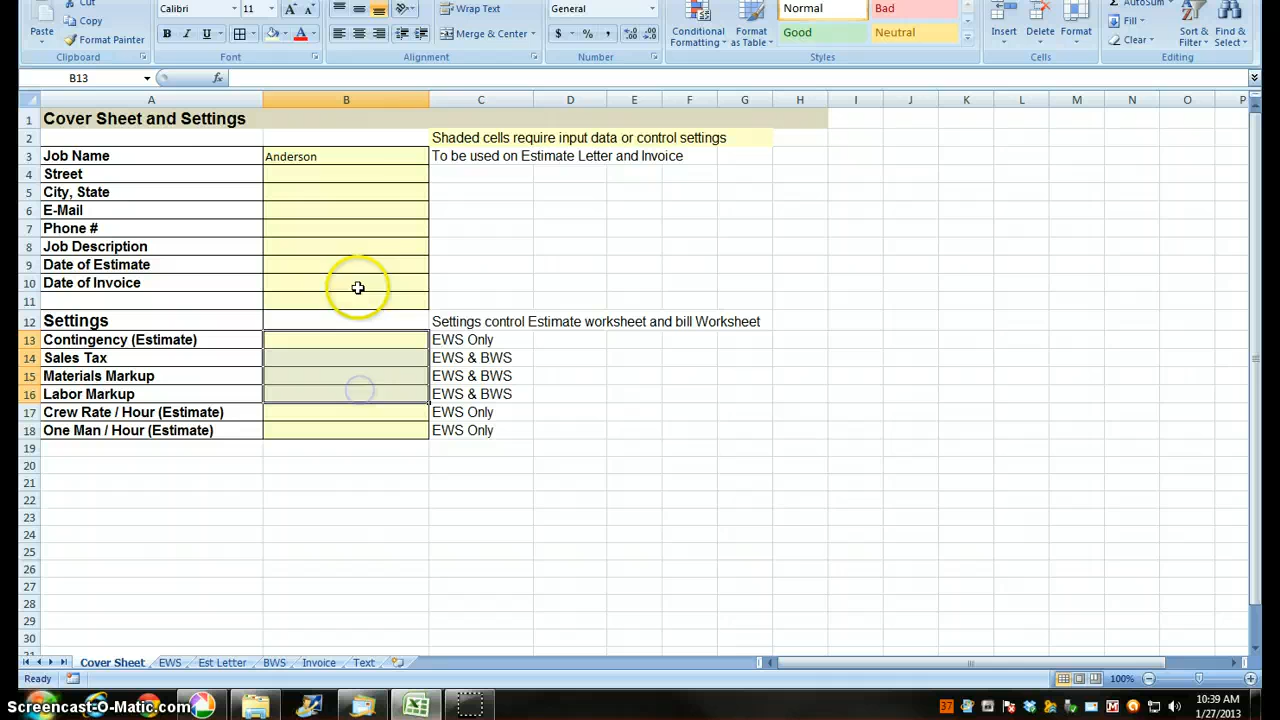 Cut
Calibri 11 A A Wrap Text General Normal Bad AutoSum
Paste Copy Conditional Formatting Format as Table Insert Delete Format Fill Sort & Filter Find & Select
Format Painter B I U A Merge & Center $ % , Good Neutral Clear
Clipboard Font Alignment Number Styles Cells Editing
B13 fx
A B C D E F G H I J K L M N O P
1 Cover Sheet and Settings
2 Shaded cells require input data or control settings
3 Job Name Anderson To be used on Estimate Letter and Invoice
4 Street
5 City, State
6 E-Mail
7 Phone #
8 Job Description
9 Date of Estimate
10 Date of Invoice
11
12 Settings Settings control Estimate worksheet and bill Worksheet
13 Contingency (Estimate) EWS Only
14 Sales Tax EWS & BWS
15 Materials Markup EWS & BWS
16 Labor Markup EWS & BWS
17 Crew Rate / Hour (Estimate) EWS Only
18 One Man / Hour (Estimate) EWS Only
19
20
21
22
23
24
25
26
27
28
29
30
Cover Sheet EWS Est Letter BWS Invoice Text
Ready 100%
Screencast-O-Matic.com 37 10:39 AM
1/27/2013